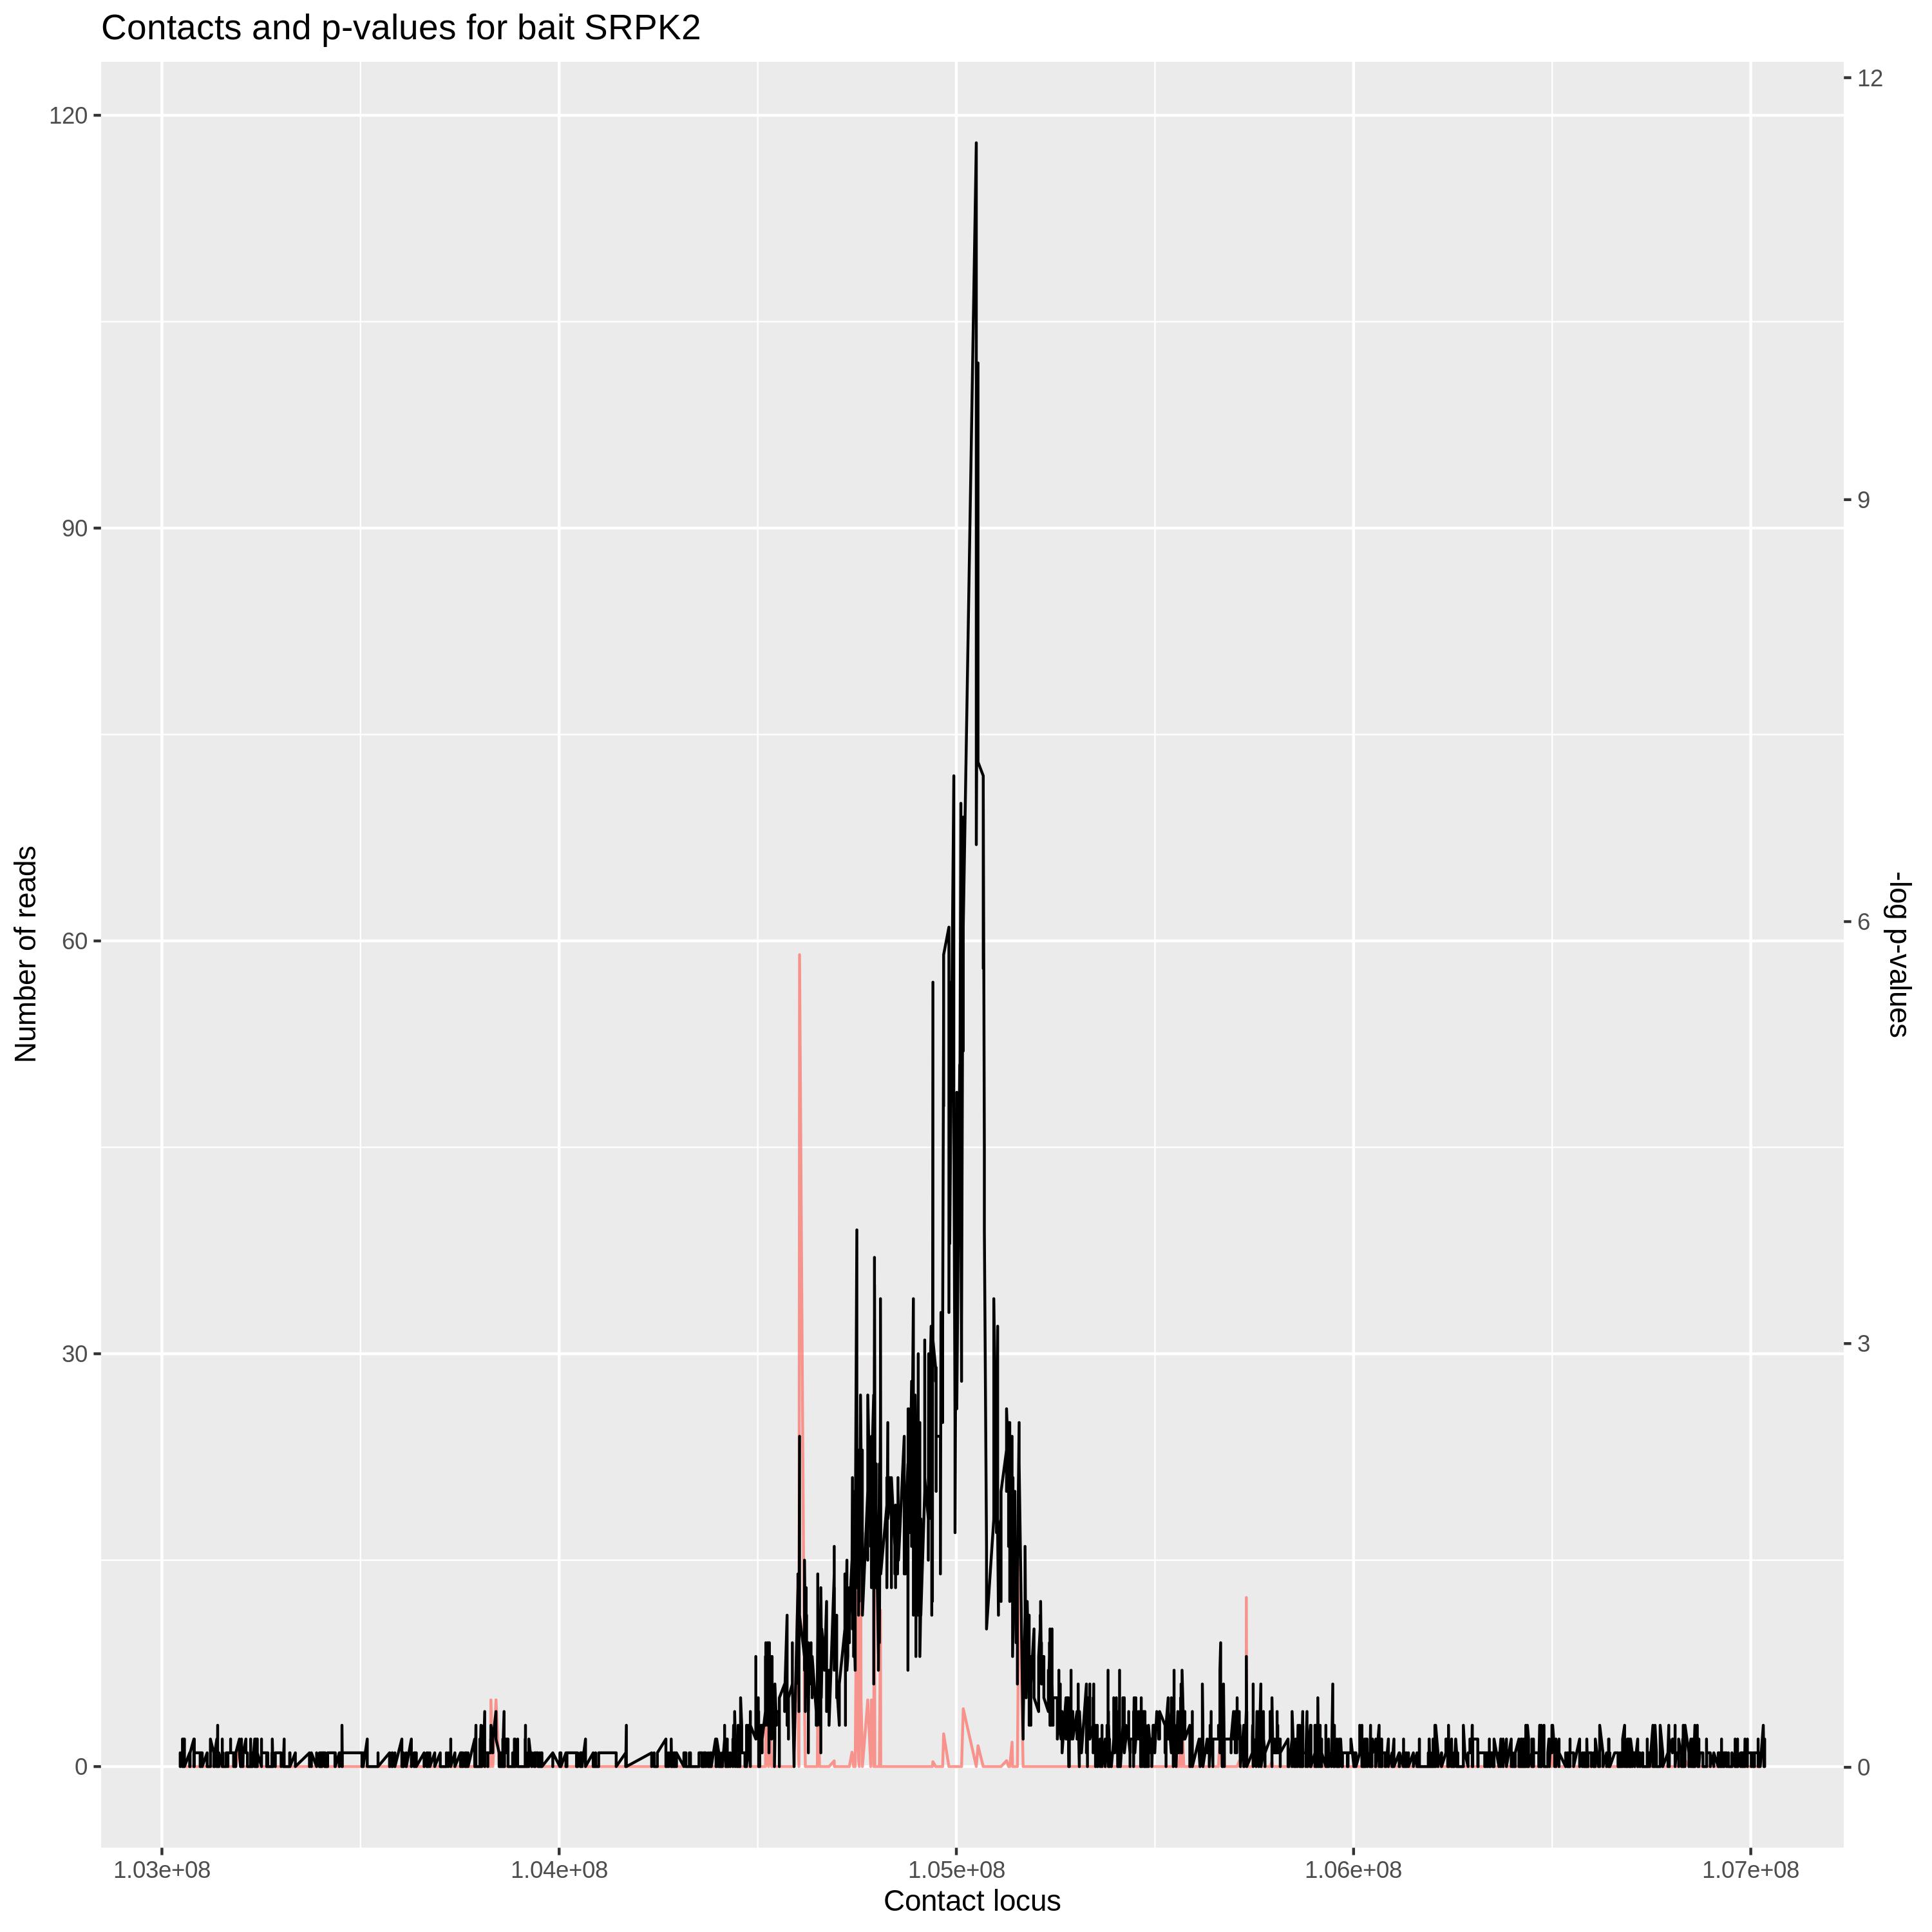 Contacts and p-values for bait SRPK2
Number of reads
120
90
60
30
0
12
9
6
3
0
-log p-values
1.03e+08 1.04e+08 1.05e+08 1.06e+08 1.07e+08
Contact locus